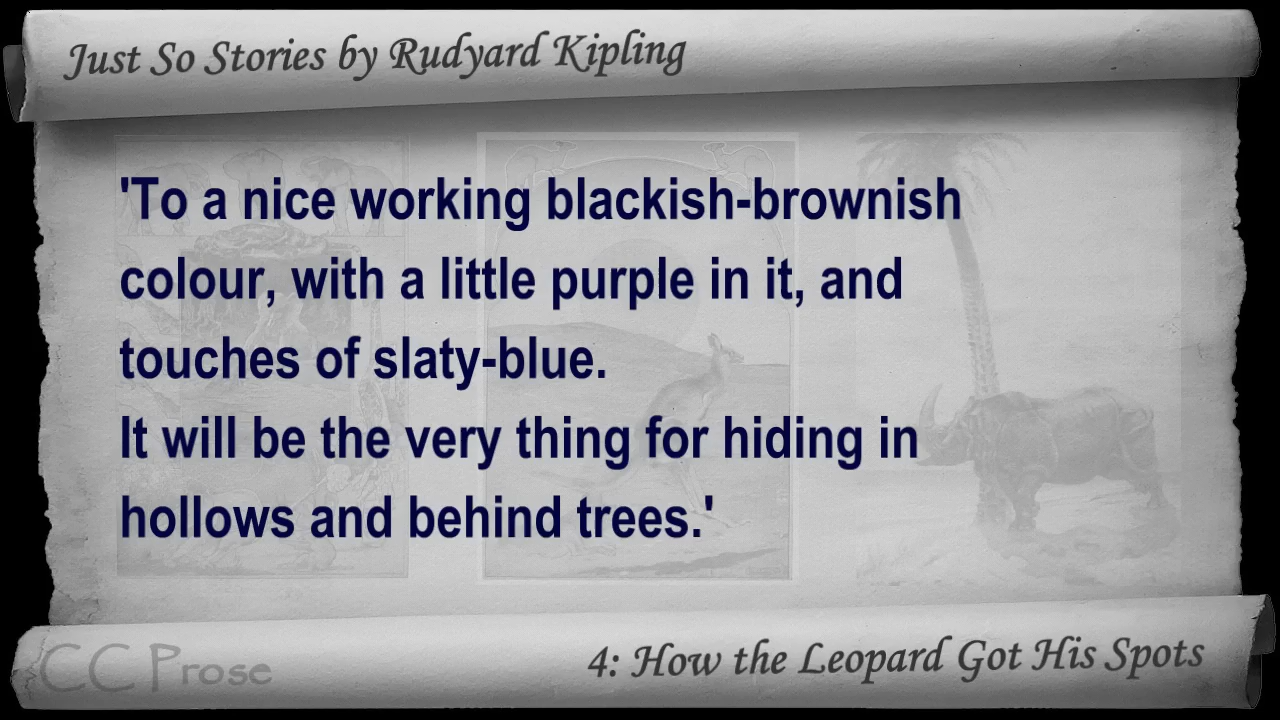 Just So Stories by Rudyard Kipling
'To a nice working blackish-brownish
colour, with a little purple in it, and
touches of slaty-blue.
It will be the very thing for hiding in
hollows and behind trees.'
CC Prose
4: How the Leopard Got His Spots